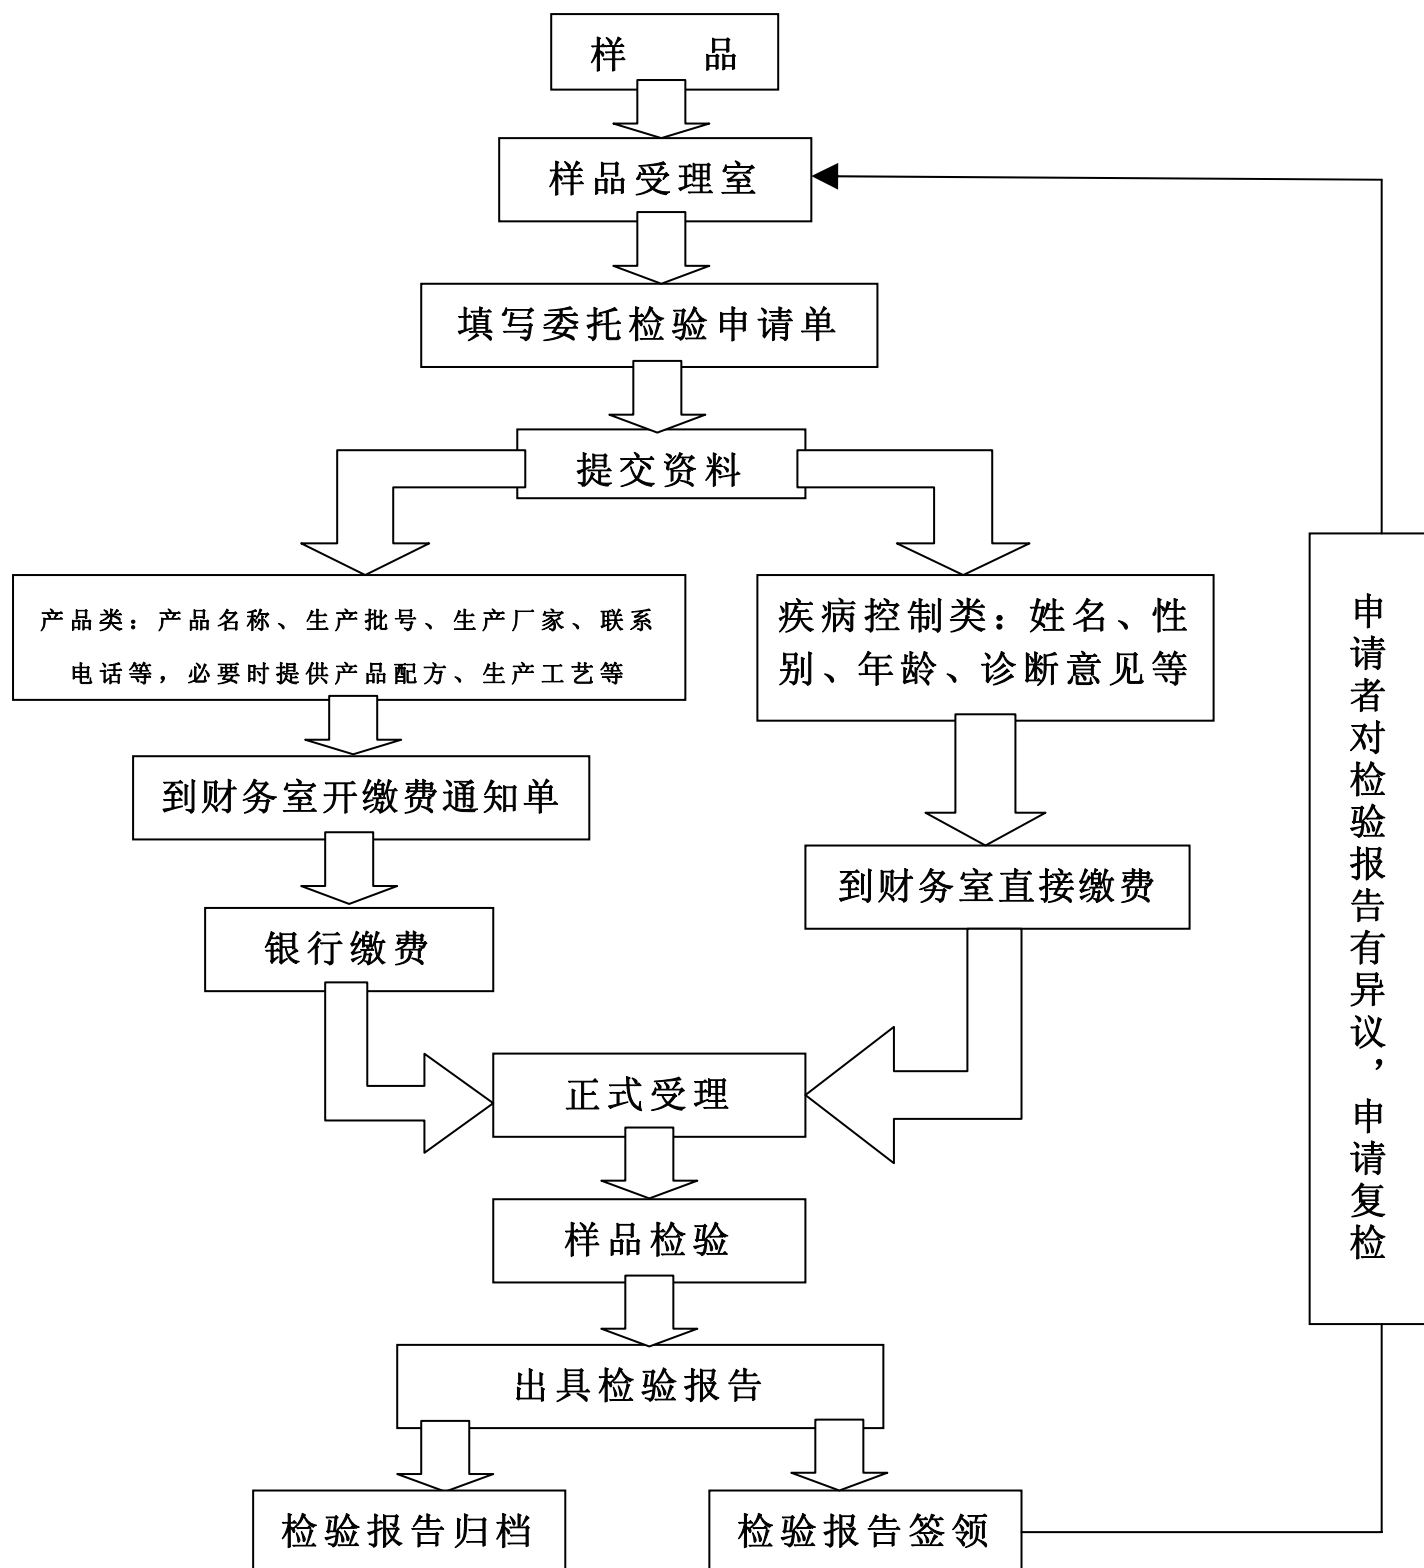 样 品
样品受理室
填写委托检验申请单
提交资料
产品类：产品名称、生产批号、生产厂家、联系
电话等，必要时提供产品配方、生产工艺等
疾病控制类：姓名、性
别、年龄、诊断意见等
到财务室开缴费通知单
到财务室直接缴费
银行缴费
正式受理
样品检验
出具检验报告
检验报告归档
检验报告签领
申请者对检验报告有异议，申请复检